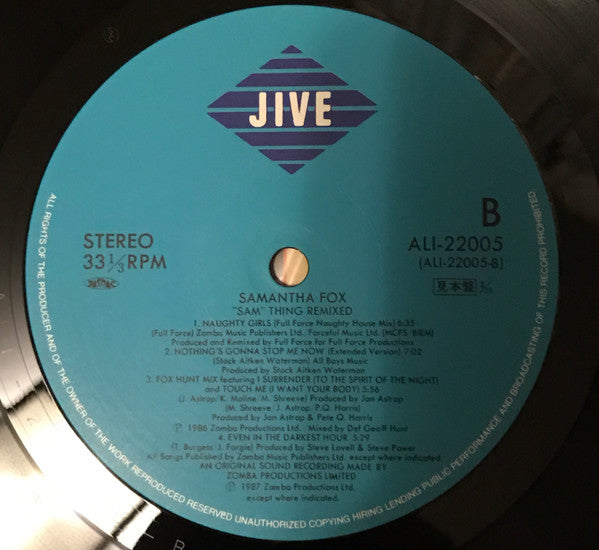 JIVE
STEREO
33 1/3 RPM
B
ALI-22005
(ALI-22005-B)
見本盤
SAMANTHA FOX
"SAM" THING REMIXED
1. NAUGHTY GIRLS (Full Force Naughty House Mix) 6:35
(Full Force) Zomba Music Publishers Ltd. Forceful Music Ltd. (MCPS, BIEM)
Produced and Remixed by Full Force for Full Force Productions
2. NOTHING'S GONNA STOP ME NOW (Extended Version) 7:02
(Stock Aitken Waterman) All Boys Music
Produced by Stock Aitken Waterman
3. FOX HUNT MIX featuring I SURRENDER (TO THE SPIRIT OF THE NIGHT)
and TOUCH ME (I WANT YOUR BODY) 5:56
(J. Astrop/K. Maline/M. Shreeve) Produced by Jon Astrop
(M. Shreeve/J. Astrop/P.Q. Harris)
Produced by Jon Astrop & Pete Q. Harris
Ⓟ 1986 Zomba Productions Ltd. Mixed by Def Geoff Hunt
4. EVEN IN THE DARKEST HOUR 5:29
(T. Burgess/J. Forgie) Produced by Steve Lovell & Steve Power
All Songs Published by Zomba Music Publishers Ltd. except where indicated.
AN ORIGINAL SOUND RECORDING MADE BY
ZOMBA PRODUCTIONS LIMITED
Ⓟ 1987 Zomba Productions Ltd.
except where indicated.
ALL RIGHTS OF THE PRODUCER AND OF THE OWNER OF THE WORK REPRODUCED RESERVED UNAUTHORIZED COPYING HIRING LENDING PUBLIC PERFORMANCE AND BROADCASTING OF THIS RECORD PROHIBITED.